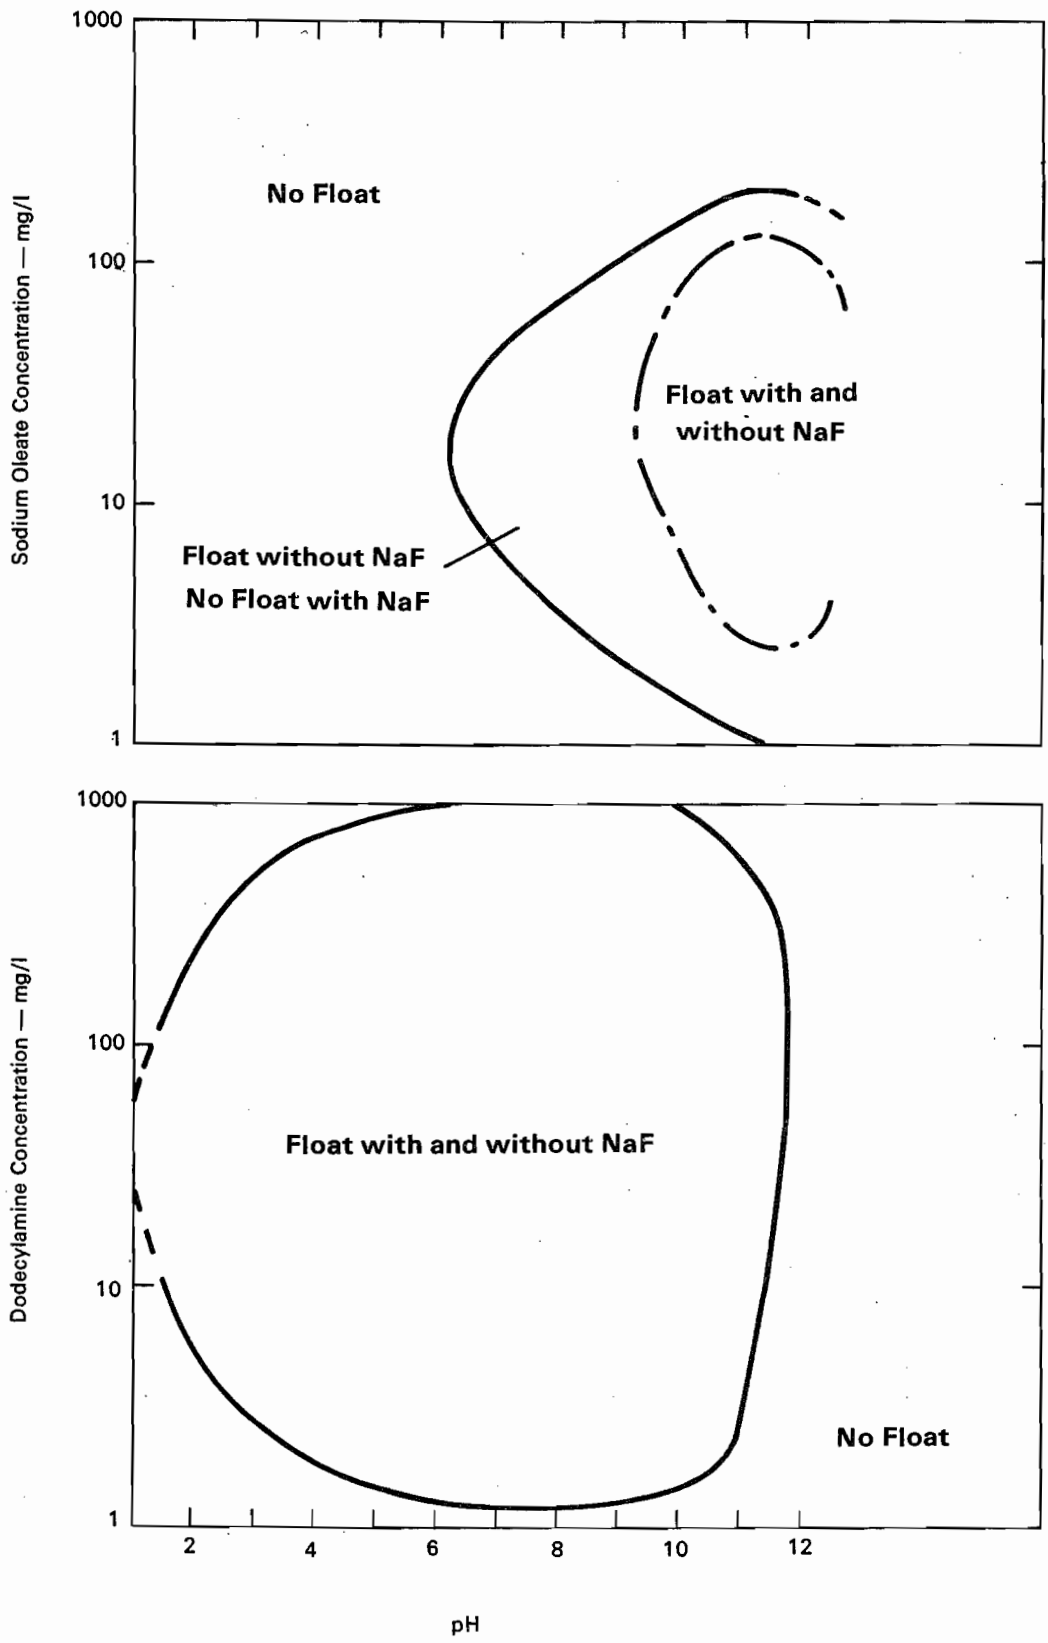 1000
100
10
1
Sodium Oleate Concentration — mg/l
No Float
Float with and
without NaF
Float without NaF
No Float with NaF
1000
100
10
1
Dodecylamine Concentration — mg/l
Float with and without NaF
No Float
2 4 6 8 10 12
pH